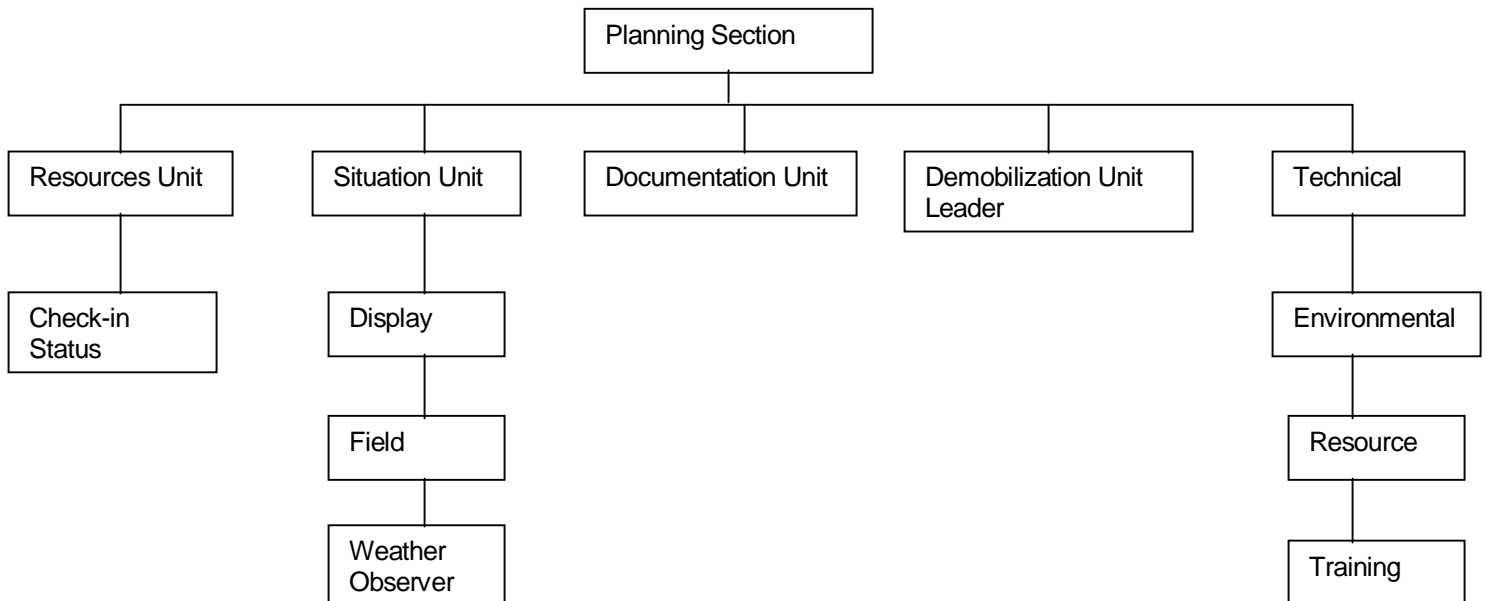 Planning Section
Resources Unit
Situation Unit
Documentation Unit
Demobilization Unit
Leader
Technical
Check-in
Status
Display
Environmental
Field
Resource
Weather
Observer
Training